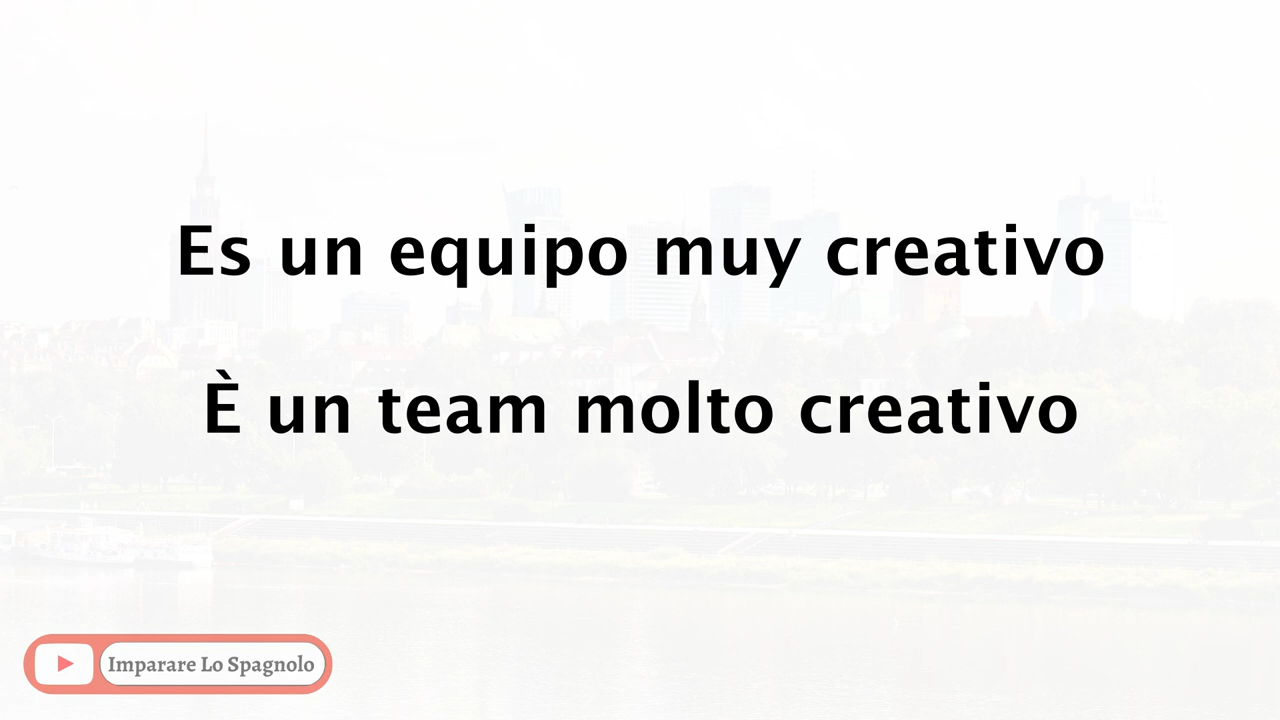 Es un equipo muy creativo
È un team molto creativo
Imparare Lo Spagnolo